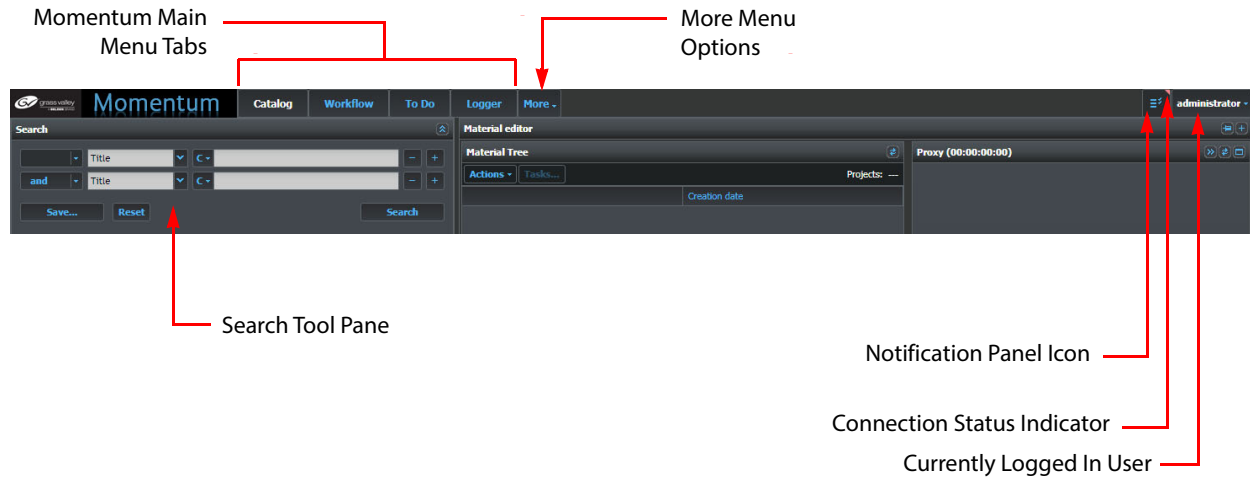 Momentum Main
Menu Tabs
More Menu
Options
grass valley
Momentum
Catalog Workflow To Do Logger More
administrator
Search
Material editor
Title C
Material Tree
Proxy (00:00:00:00)
and Title C
Actions Tasks... Projects: ---
Creation date
Save... Reset Search
Search Tool Pane
Notification Panel Icon
Connection Status Indicator
Currently Logged In User